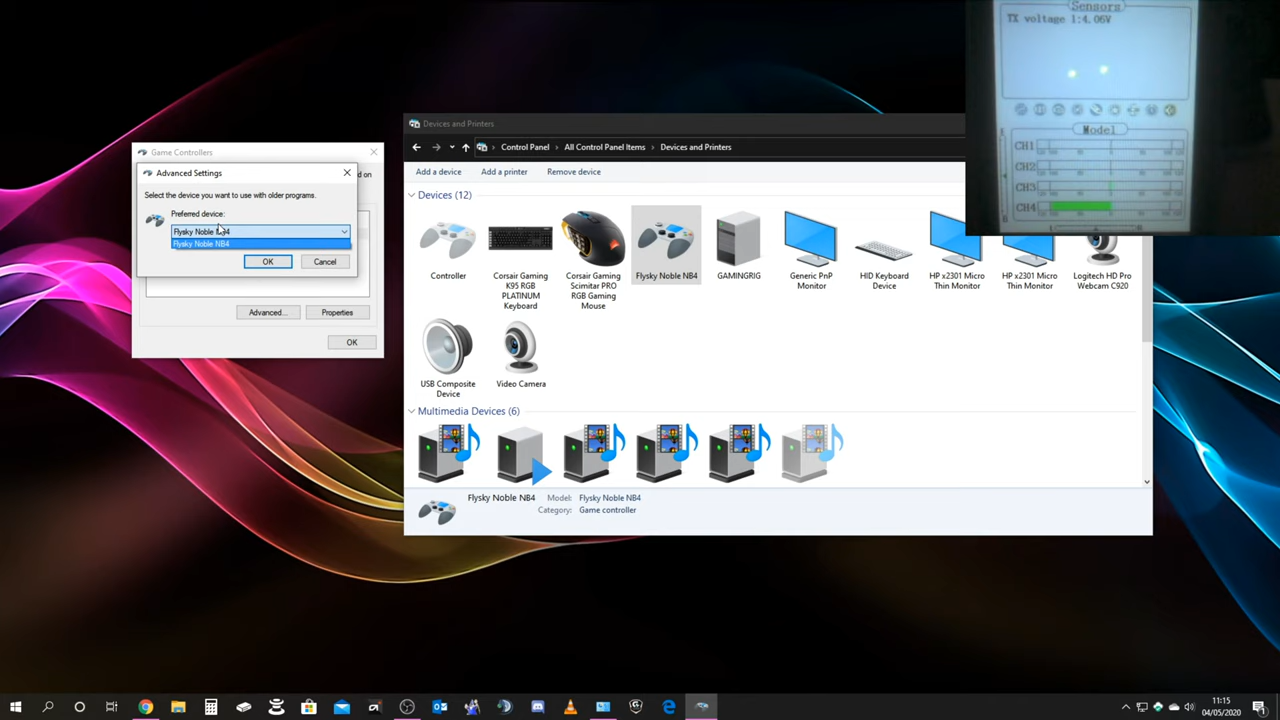 Sensors
TX voltage 1:4.06V
Model
CH1
CH2
CH3
CH4
Devices and Printers
Control Panel
All Control Panel Items
Devices and Printers
Add a device
Add a printer
Remove device
Devices (12)
Controller
Corsair Gaming
K95 RGB
PLATINUM
Keyboard
Corsair Gaming
Scimitar PRO
RGB Gaming
Mouse
Flysky Noble NB4
GAMINGRIG
Generic PnP
Monitor
HID Keyboard
Device
HP x2301 Micro
Thin Monitor
HP x2301 Micro
Thin Monitor
Logitech HD Pro
Webcam C920
USB Composite
Device
Video Camera
Multimedia Devices (6)
Flysky Noble NB4
Model: Flysky Noble NB4
Category: Game controller
Game Controllers
ed on
Advanced Settings
Select the device you want to use with older programs.
Preferred device:
Flysky Noble NB4
Flysky Noble NB4
OK
Cancel
Advanced...
Properties
OK
11:15
04/05/2020